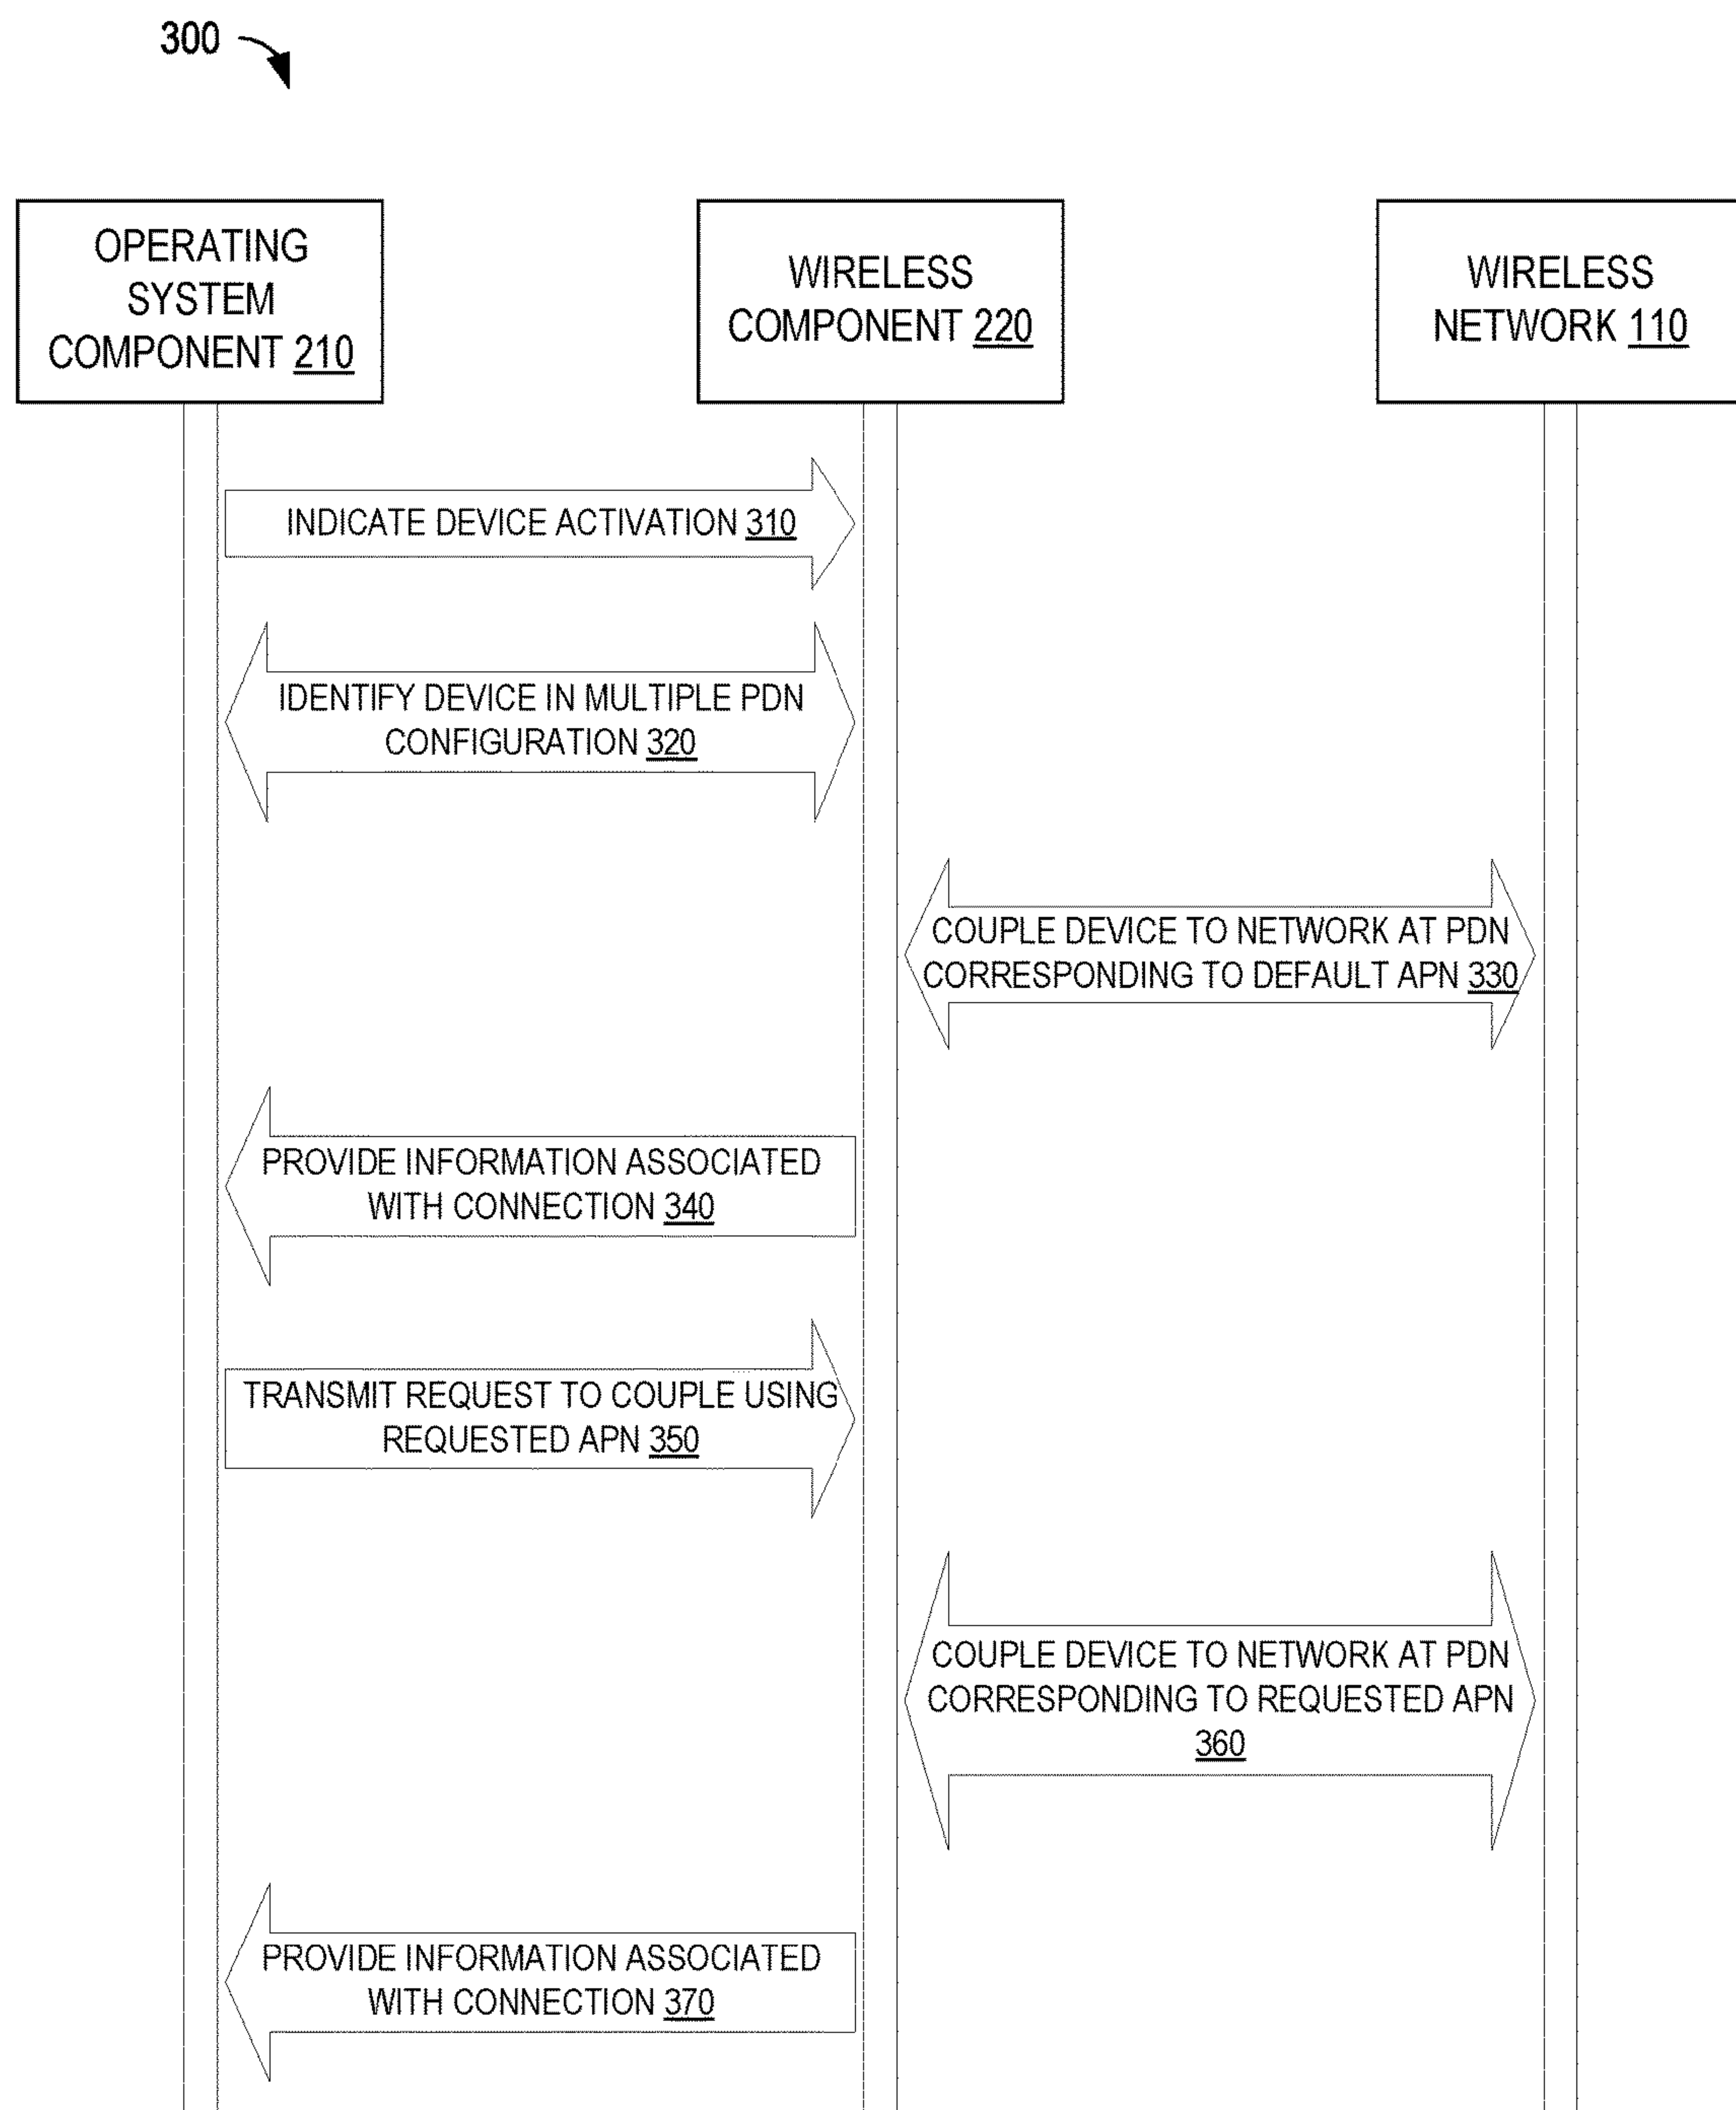 300
OPERATING
SYSTEM
COMPONENT 210
WIRELESS
COMPONENT 220
WIRELESS
NETWORK 110
INDICATE DEVICE ACTIVATION 310
IDENTIFY DEVICE IN MULTIPLE PDN
CONFIGURATION 320
COUPLE DEVICE TO NETWORK AT PDN
CORRESPONDING TO DEFAULT APN 330
PROVIDE INFORMATION ASSOCIATED
WITH CONNECTION 340
TRANSMIT REQUEST TO COUPLE USING
REQUESTED APN 350
COUPLE DEVICE TO NETWORK AT PDN
CORRESPONDING TO REQUESTED APN
360
PROVIDE INFORMATION ASSOCIATED
WITH CONNECTION 370